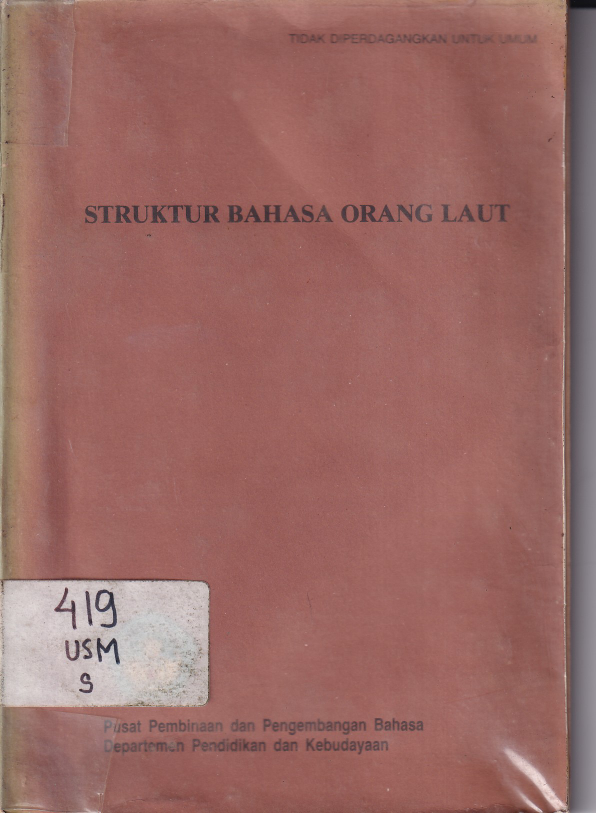 TIDAK DIPERDAGANGKAN UNTUK UMUM
STRUKTUR BAHASA ORANG LAUT
419
USM
S
Pusat Pembinaan dan Pengembangan Bahasa
Departemen Pendidikan dan Kebudayaan